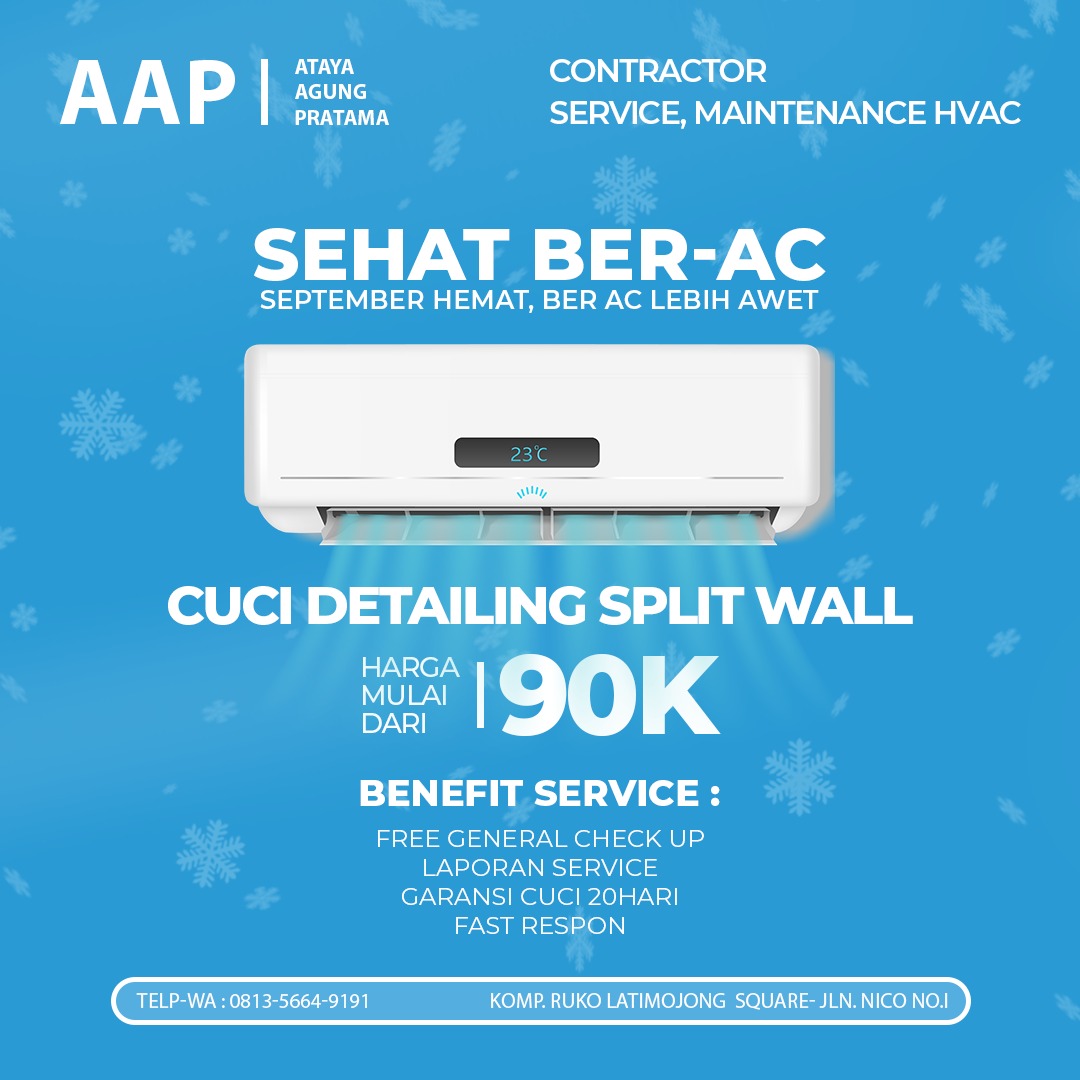 AAP
ATAYA
AGUNG
PRATAMA
CONTRACTOR
SERVICE, MAINTENANCE HVAC
SEHAT BER-AC
SEPTEMBER HEMAT, BER AC LEBIH AWET
23°C
CUCI DETAILING SPLIT WALL
HARGA
MULAI
DARI
90K
BENEFIT SERVICE :
FREE GENERAL CHECK UP
LAPORAN SERVICE
GARANSI CUCI 20HARI
FAST RESPON
TELP-WA : 0813-5664-9191
KOMP. RUKO LATIMOJONG SQUARE- JLN. NICO NO.I